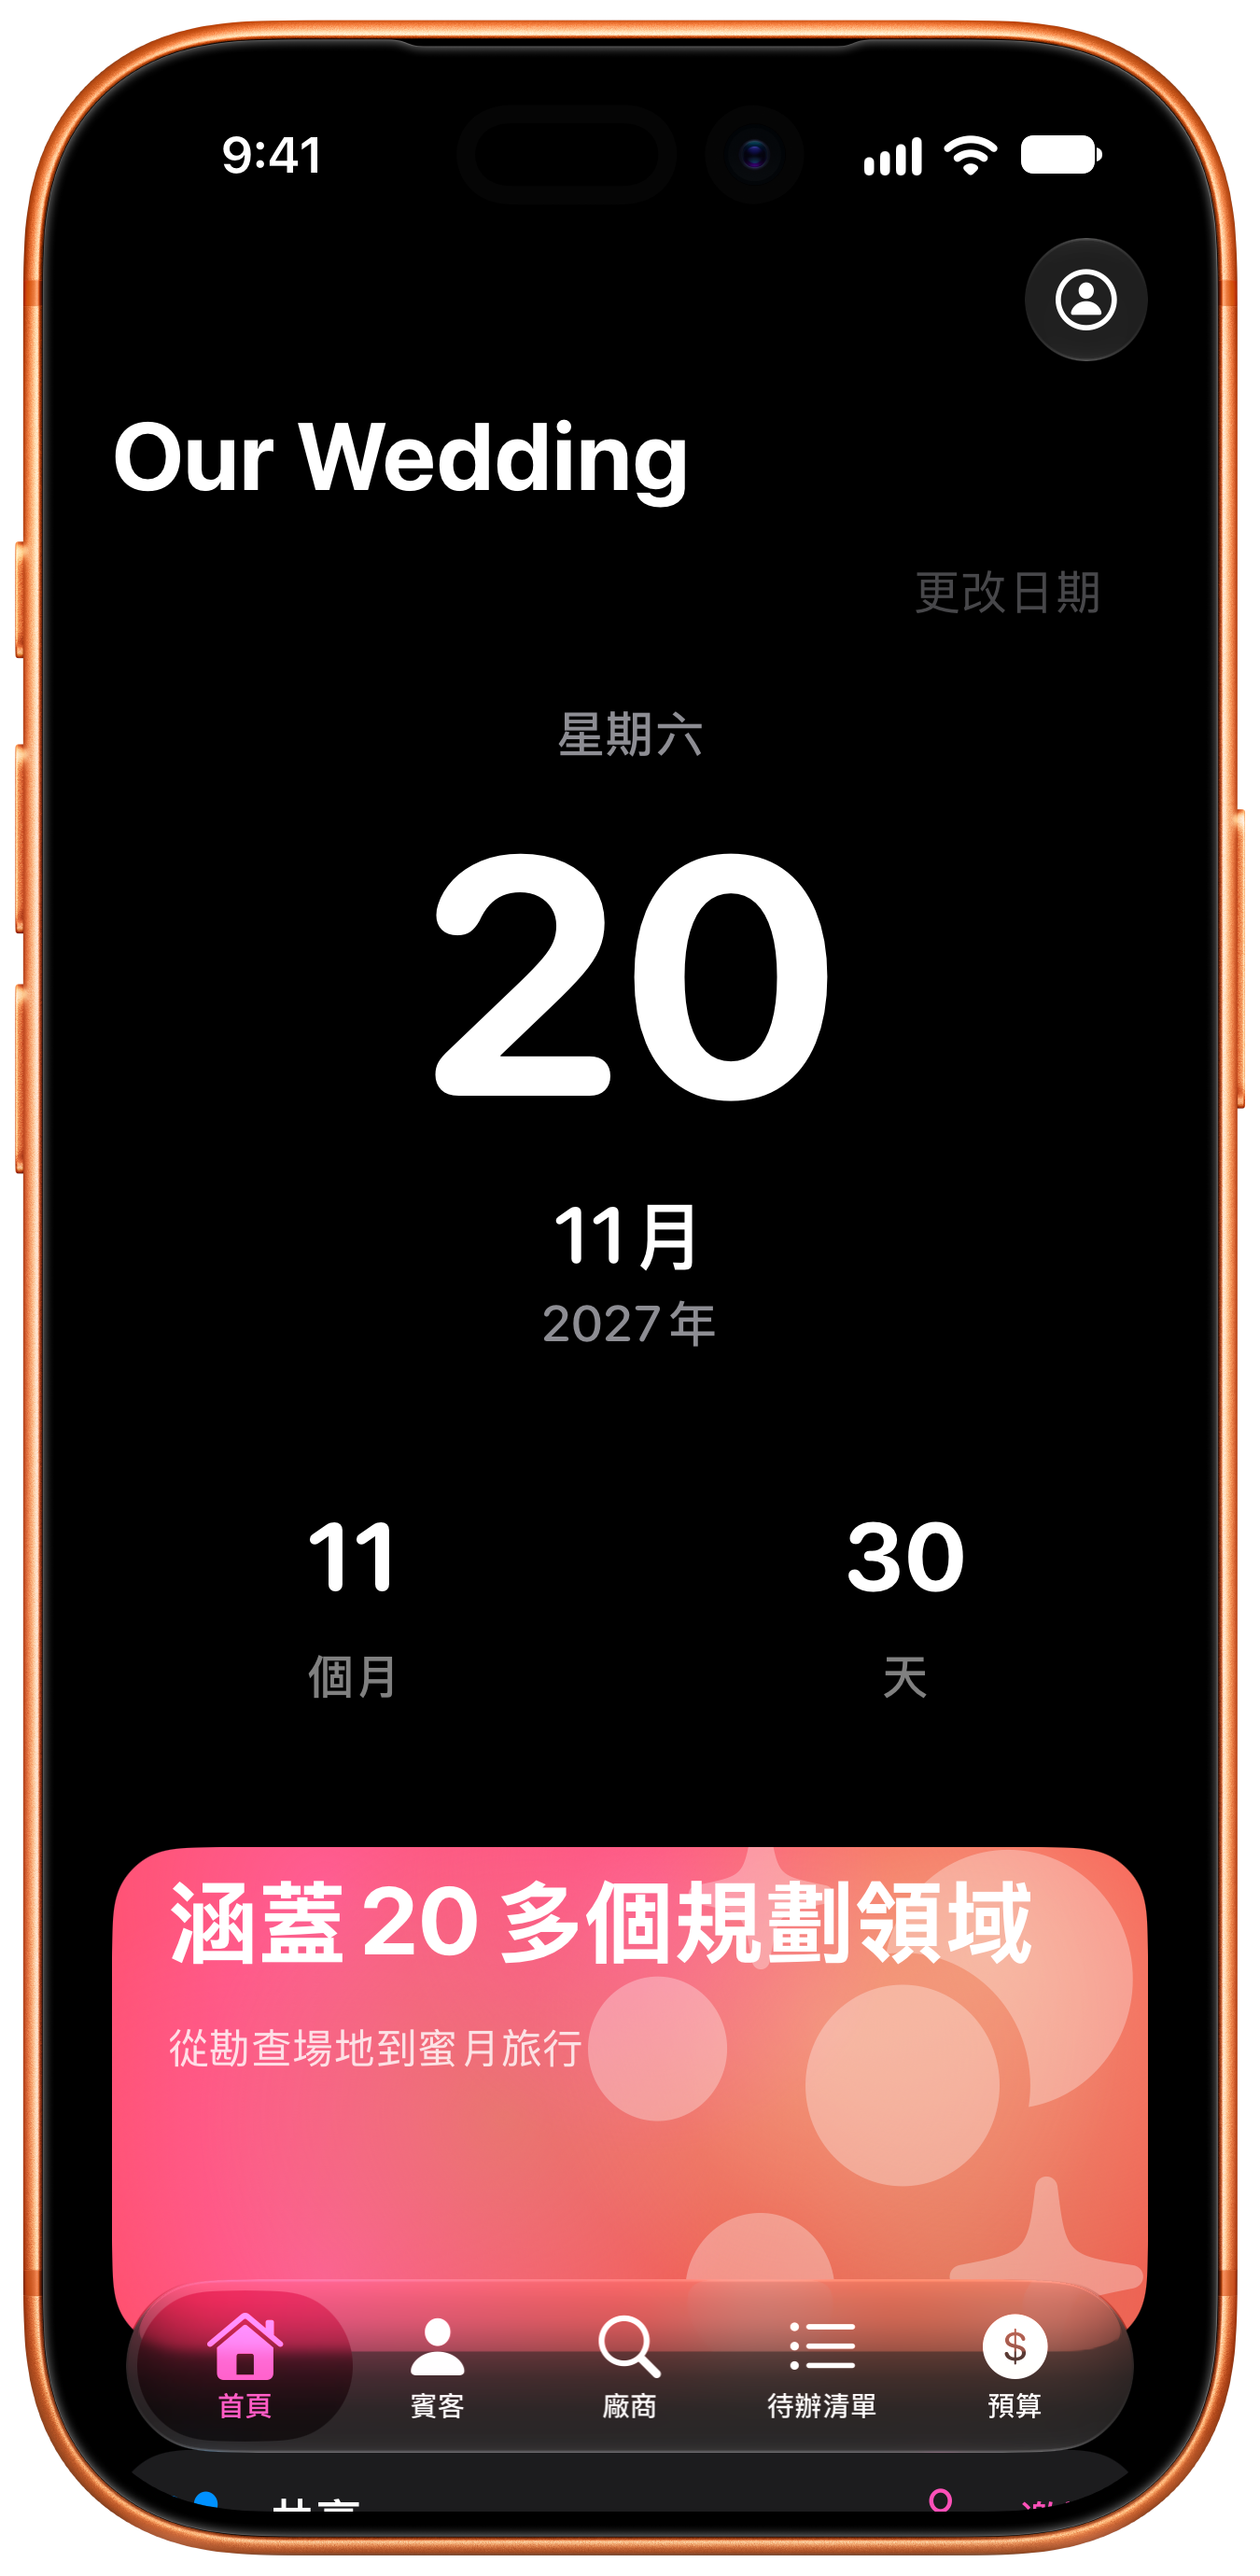 9:41
Our Wedding
更改日期
星期六
20
11月
2027年
11
30
個月
天
涵蓋 20 多個規劃領域
從勘查場地到蜜月旅行
首頁
賓客
廠商
待辦清單
$
預算